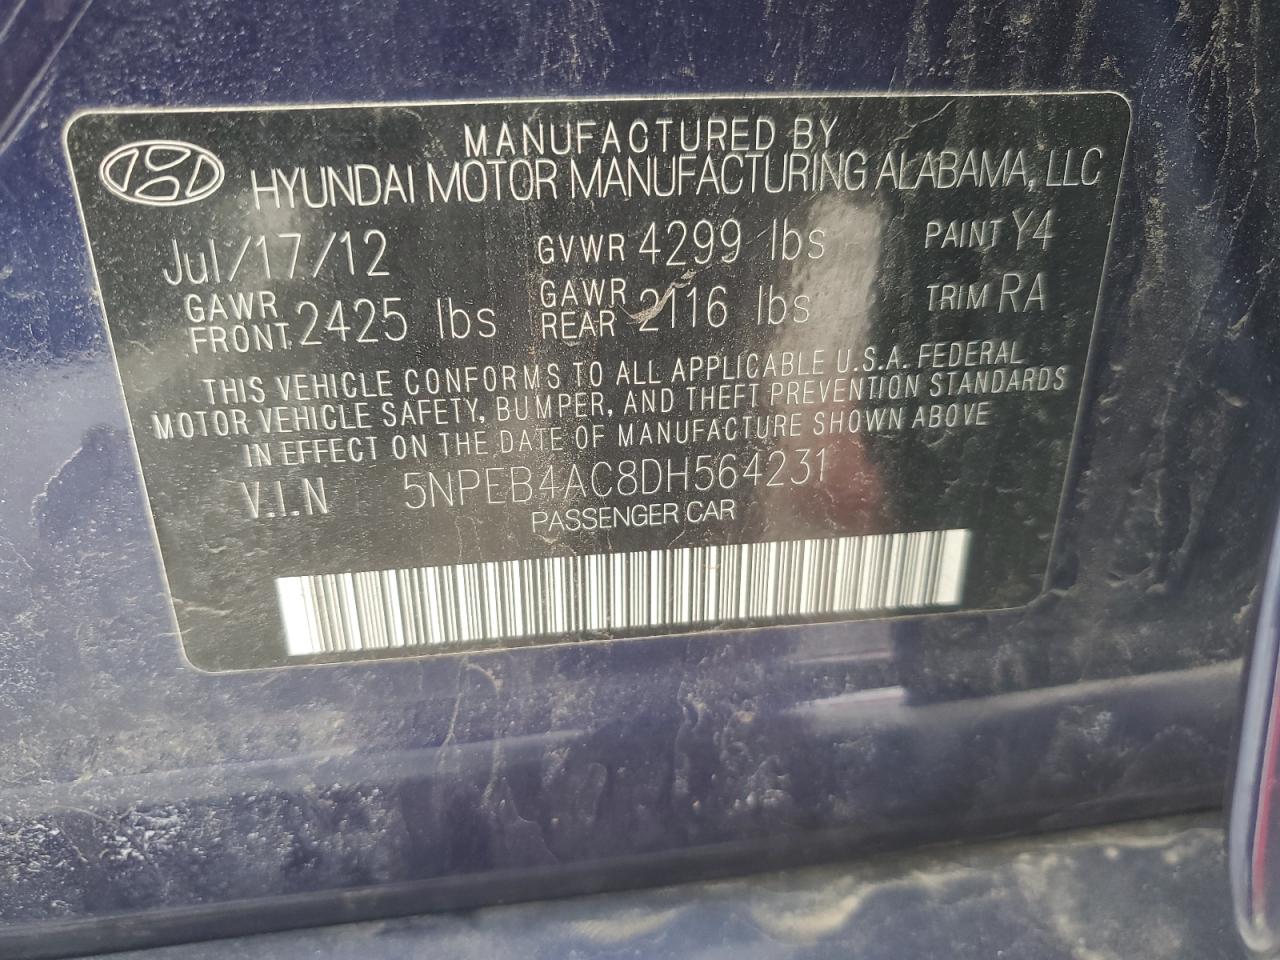 MANUFACTURED BY
HYUNDAI MOTOR MANUFACTURING ALABAMA, LLC
Jul/17/12 GVWR 4299 lbs PAINT Y4
GAWR FRONT 2425 lbs GAWR REAR 2116 lbs TRIM RA
THIS VEHICLE CONFORMS TO ALL APPLICABLE U.S.A. FEDERAL
MOTOR VEHICLE SAFETY, BUMPER, AND THEFT PREVENTION STANDARDS
IN EFFECT ON THE DATE OF MANUFACTURE SHOWN ABOVE
V.I.N 5NPEB4AC8DH564231
PASSENGER CAR